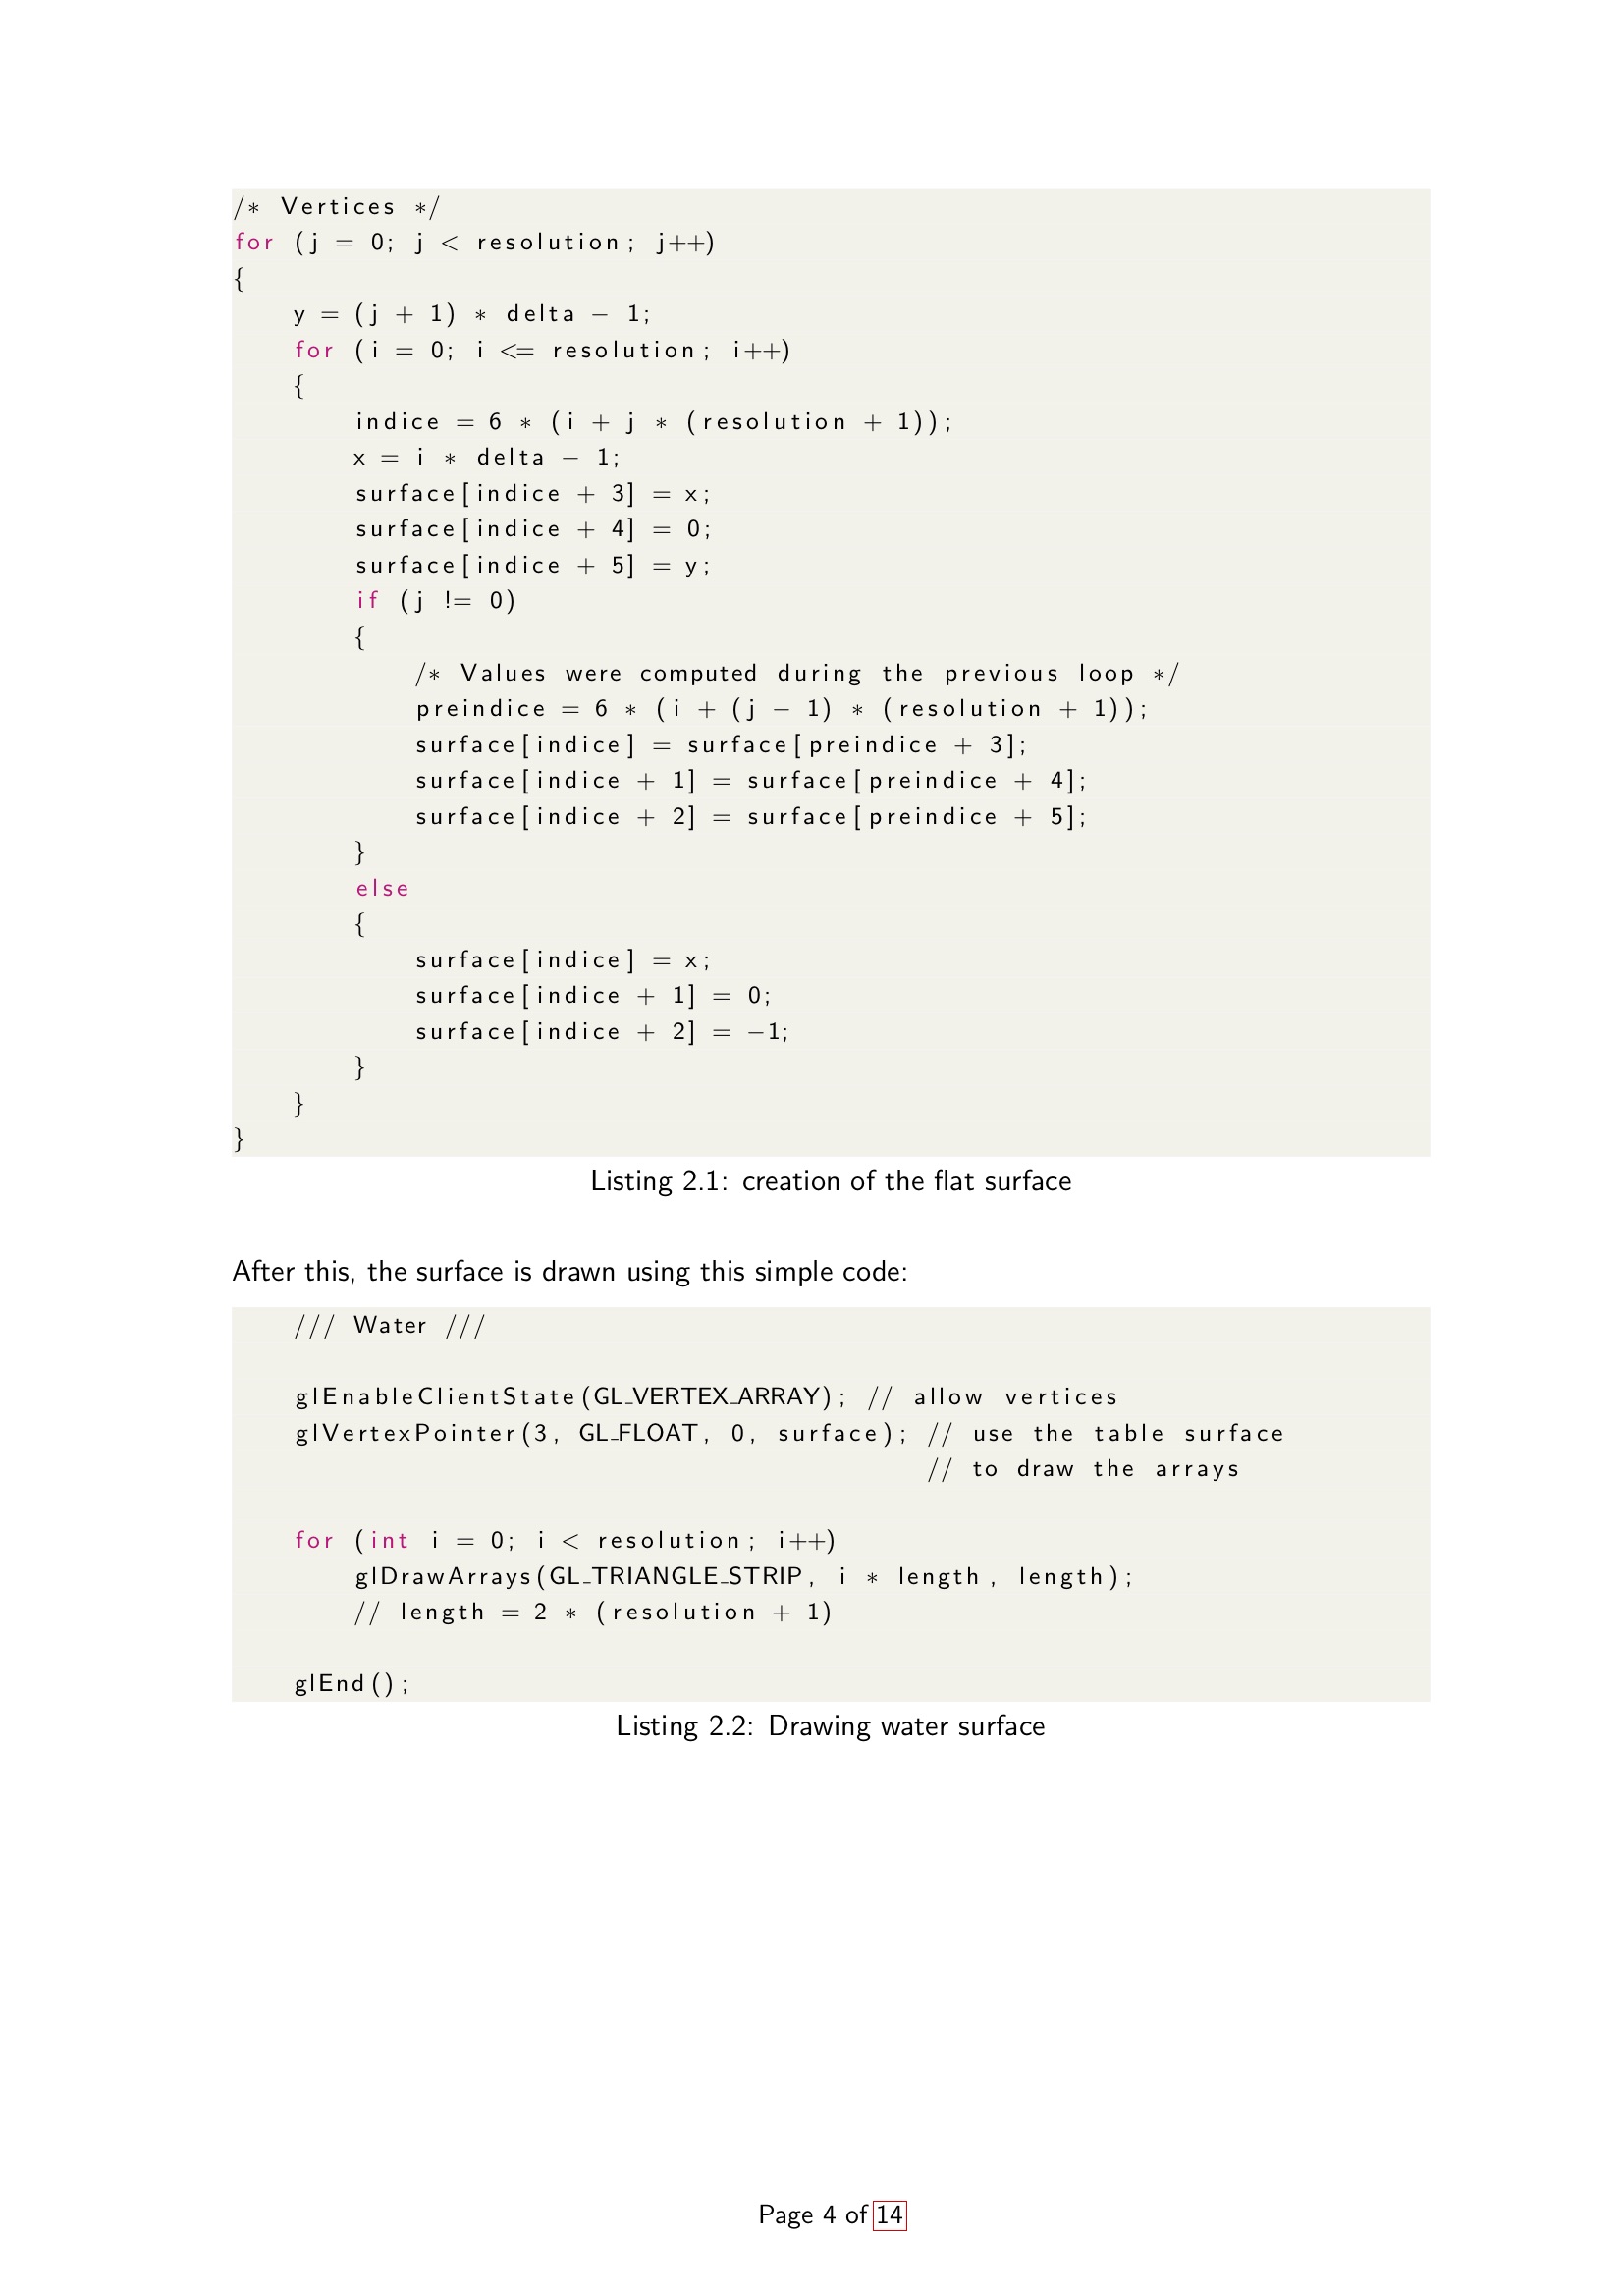 /* Vertices */
for (j = 0; j < resolution; j++)
{
    y = (j + 1) * delta - 1;
    for (i = 0; i <= resolution; i++)
    {
        indice = 6 * (i + j * (resolution + 1));
        x = i * delta - 1;
        surface[indice + 3] = x;
        surface[indice + 4] = 0;
        surface[indice + 5] = y;
        if (j != 0)
        {
            /* Values were computed during the previous loop */
            preindice = 6 * (i + (j - 1) * (resolution + 1));
            surface[indice] = surface[preindice + 3];
            surface[indice + 1] = surface[preindice + 4];
            surface[indice + 2] = surface[preindice + 5];
        }
        else
        {
            surface[indice] = x;
            surface[indice + 1] = 0;
            surface[indice + 2] = -1;
        }
    }
}
Listing 2.1: creation of the flat surface
After this, the surface is drawn using this simple code:
    /// Water ///
    glEnableClientState(GL_VERTEX_ARRAY); // allow vertices
    glVertexPointer(3, GL_FLOAT, 0, surface); // use the table surface
                                              // to draw the arrays
    for (int i = 0; i < resolution; i++)
        glDrawArrays(GL_TRIANGLE_STRIP, i * length, length);
        // length = 2 * (resolution + 1)
    glEnd();
Listing 2.2: Drawing water surface
Page 4 of 14